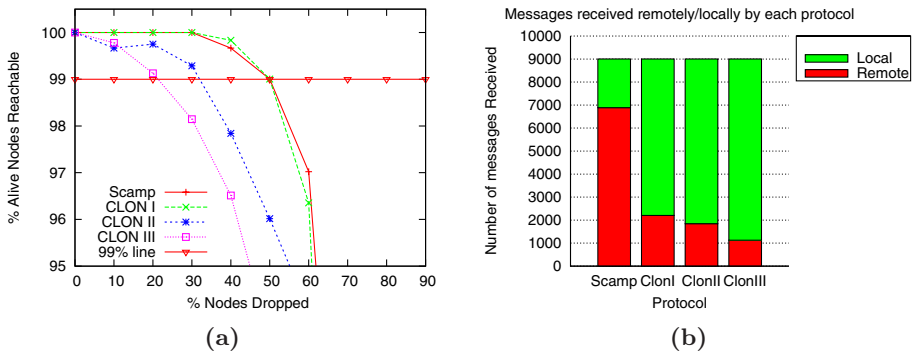 100
99
98
97
96
95
% Alive Nodes Reachable
Scamp
CLON I
CLON II
CLON III
99% line
0 10 20 30 40 50 60 70 80 90
% Nodes Dropped
(a)
Messages received remotely/locally by each protocol
10000
9000
8000
7000
6000
5000
4000
3000
2000
1000
0
Number of messages Received
Local
Remote
Scamp ClonI ClonII ClonIII
Protocol
(b)